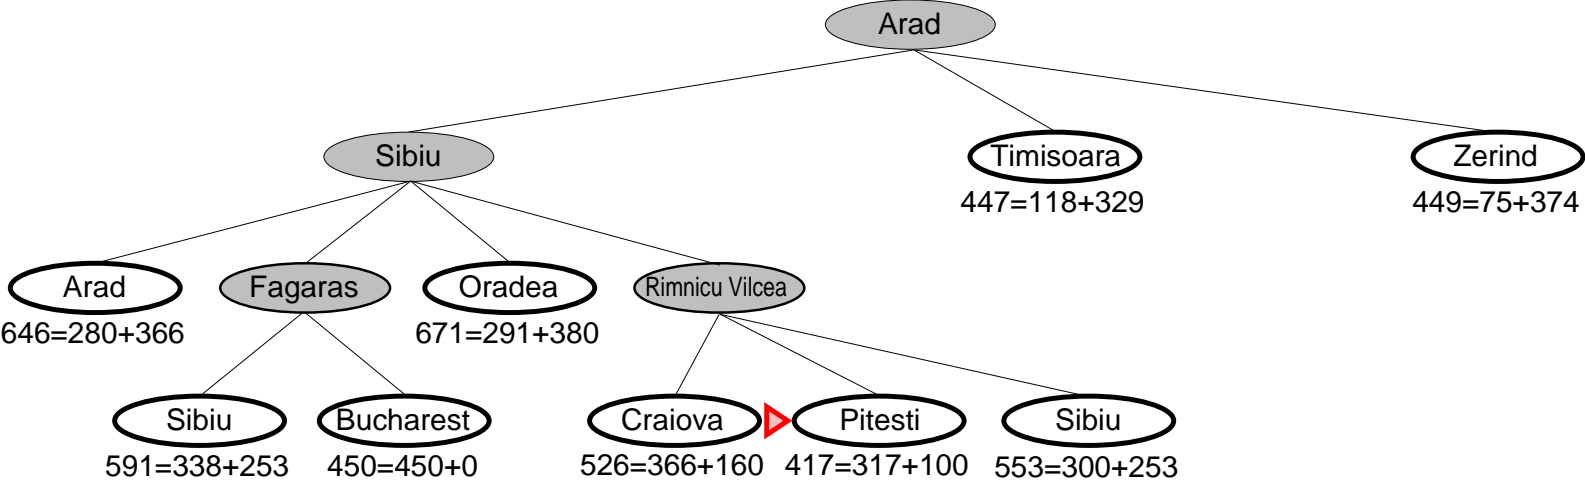 Arad
Sibiu
Timisoara
Zerind
447=118+329
449=75+374
Arad
Fagaras
Oradea
Rimnicu Vilcea
646=280+366
671=291+380
Sibiu
Bucharest
Craiova
Pitesti
Sibiu
591=338+253
450=450+0
526=366+160
417=317+100
553=300+253